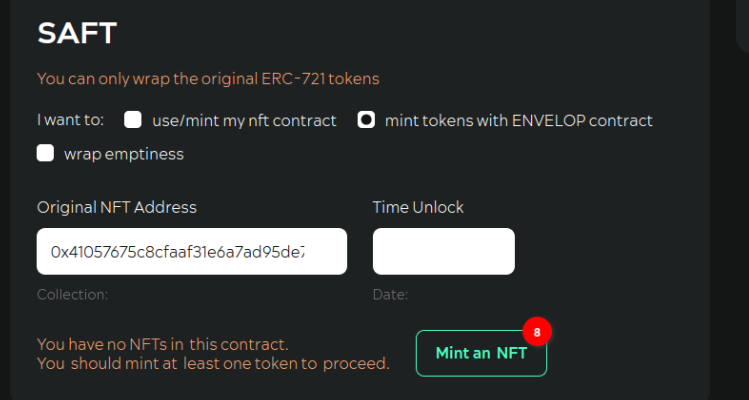 SAFT
You can only wrap the original ERC-721 tokens
I want to: use/mint my nft contract mint tokens with ENVELOP contract
wrap emptiness
Original NFT Address Time Unlock
0x41057675c8cfaaf31e6a7ad95de
Collection: Date:
You have no NFTs in this contract.
You should mint at least one token to proceed.
8
Mint an NFT